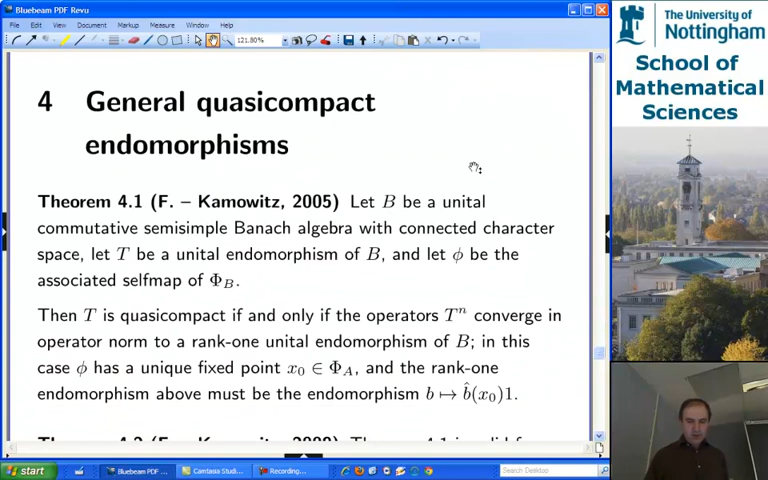 Bluebeam PDF Revu
File Edit View Document Markup Measure Window Help
121.80%
4 General quasicompact
endomorphisms
Theorem 4.1 (F. – Kamowitz, 2005) Let B be a unital
commutative semisimple Banach algebra with connected character
space, let T be a unital endomorphism of B, and let ϕ be the
associated selfmap of Φ_B.
Then T is quasicompact if and only if the operators Tⁿ converge in
operator norm to a rank-one unital endomorphism of B; in this
case ϕ has a unique fixed point x₀ ∈ Φ_A, and the rank-one
endomorphism above must be the endomorphism b ↦ b̂(x₀)1.
start
Bluebeam PDF ...
Camtasia Studi...
Recording...
Search Desktop
The University of
Nottingham
School of
Mathematical
Sciences